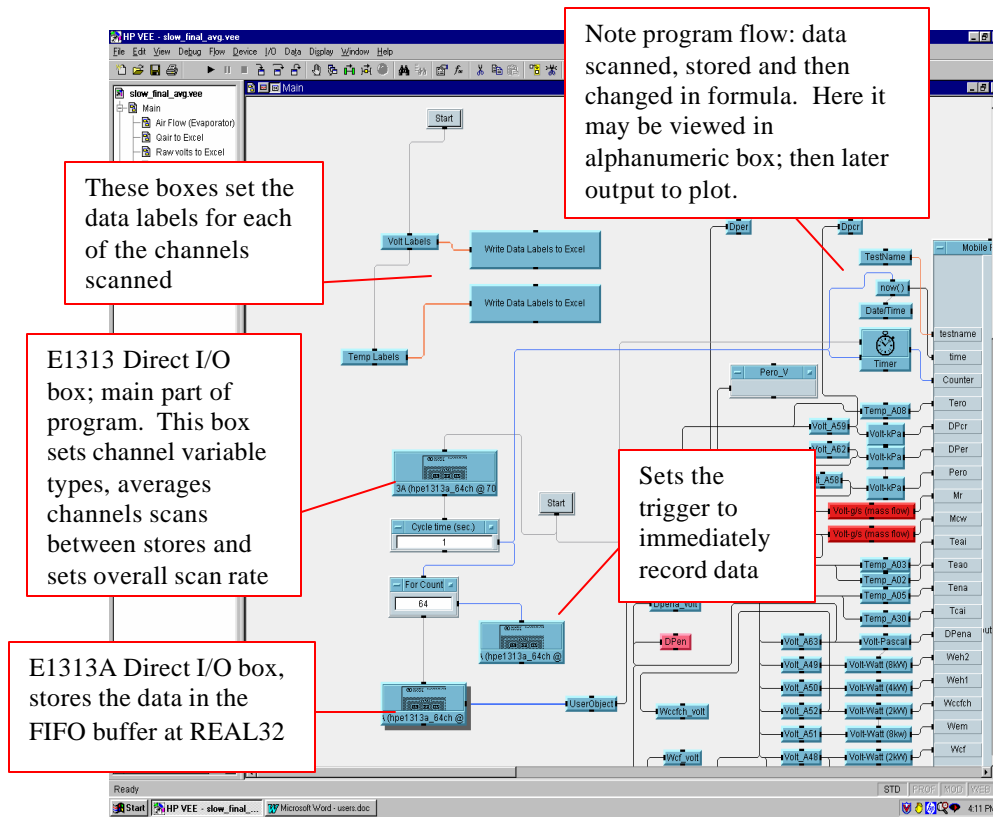 HP VEE - slow_final_avg.vee
File Edit View Debug Flow Device I/O Data Display Window Help
slow_final_avg.vee
Main
Air Flow (Evaporator)
Qair to Excel
Raw volts to Excel
Main
Note program flow: data
scanned, stored and then
changed in formula. Here it
may be viewed in
alphanumeric box; then later
output to plot.
These boxes set the
data labels for each
of the channels
scanned
E1313 Direct I/O
box; main part of
program. This box
sets channel variable
types, averages
channels scans
between stores and
sets overall scan rate
E1313A Direct I/O box,
stores the data in the
FIFO buffer at REAL32
Sets the
trigger to
immediately
record data
Start
Volt Labels
Write Data Labels to Excel
Write Data Labels to Excel
Temp Labels
3A (hpe1313a_64ch @ 70
Cycle time (sec.)
1
For Count
64
(hpe1313a_64ch @
A (hpe1313a_64ch @
UserObject
Start
Dper
Dpcr
TestName
now()
Date/Time
Timer
Pero_V
Temp_A08
Volt_A59
Volt-kPa
Volt_A62
Volt-kPa
lt_A58
Volt-kPa
Volt-g/s (mass flow)
Volt-g/s (mass flow)
Temp_A03
Temp_A02
Temp_A05
Temp_A30
Dpena_volt
DPen
Wccfch_volt
Wcf_volt
Volt_A63
Volt-Pascal
Volt_A49
Volt-Watt (8kW)
Volt_A50
Volt-Watt (4kW)
Volt_A52
Volt-Watt (2kW)
Volt_A51
Volt-Watt (8kw)
Volt_A48
Volt-Watt (2kW)
Mobile
testname
time
Counter
Tero
DPcr
DPer
Pero
Mr
Mcw
Teai
Teao
Tena
Tcai
DPena
Weh2
Weh1
Wccfch
Wem
Wcf
Ready
STD PROF MOD WEB
Start
HP VEE - slow_final_...
Microsoft Word - users.doc
4:11 PM